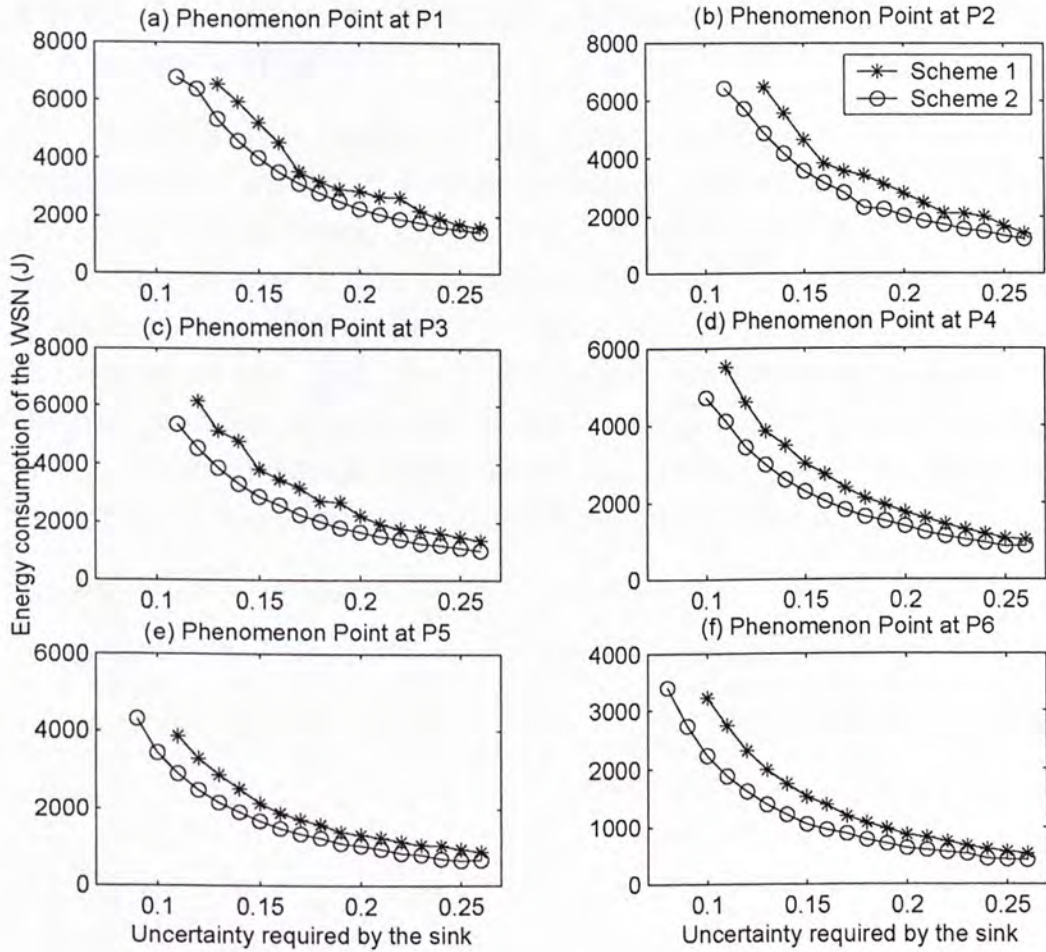 (a) Phenomenon Point at P1
8000
6000
4000
2000
0
0.1 0.15 0.2 0.25
(b) Phenomenon Point at P2
8000
6000
4000
2000
0
0.1 0.15 0.2 0.25
Scheme 1
Scheme 2
Energy consumption of the WSN (J)
(c) Phenomenon Point at P3
8000
6000
4000
2000
0
0.1 0.15 0.2 0.25
(d) Phenomenon Point at P4
6000
4000
2000
0
0.1 0.15 0.2 0.25
(e) Phenomenon Point at P5
6000
4000
2000
0
0.1 0.15 0.2 0.25
Uncertainty required by the sink
(f) Phenomenon Point at P6
4000
3000
2000
1000
0
0.1 0.15 0.2 0.25
Uncertainty required by the sink